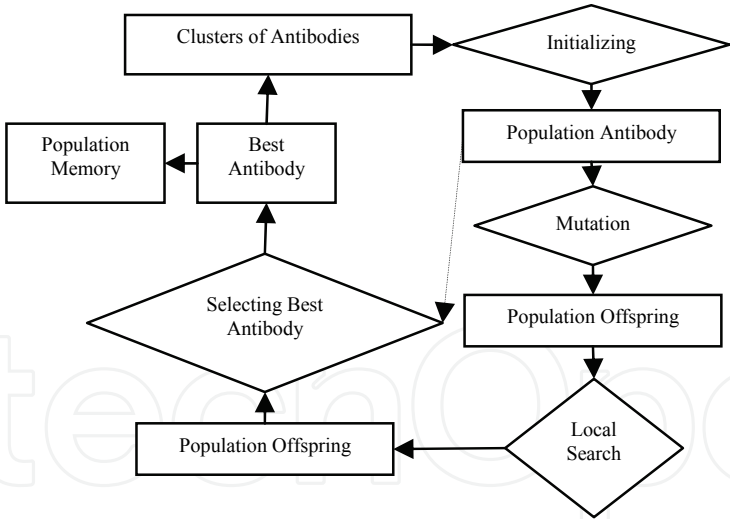 Clusters of Antibodies
Initializing
Population
Memory
Best
Antibody
Population Antibody
Mutation
Selecting Best
Antibody
Population Offspring
Population Offspring
Local
Search